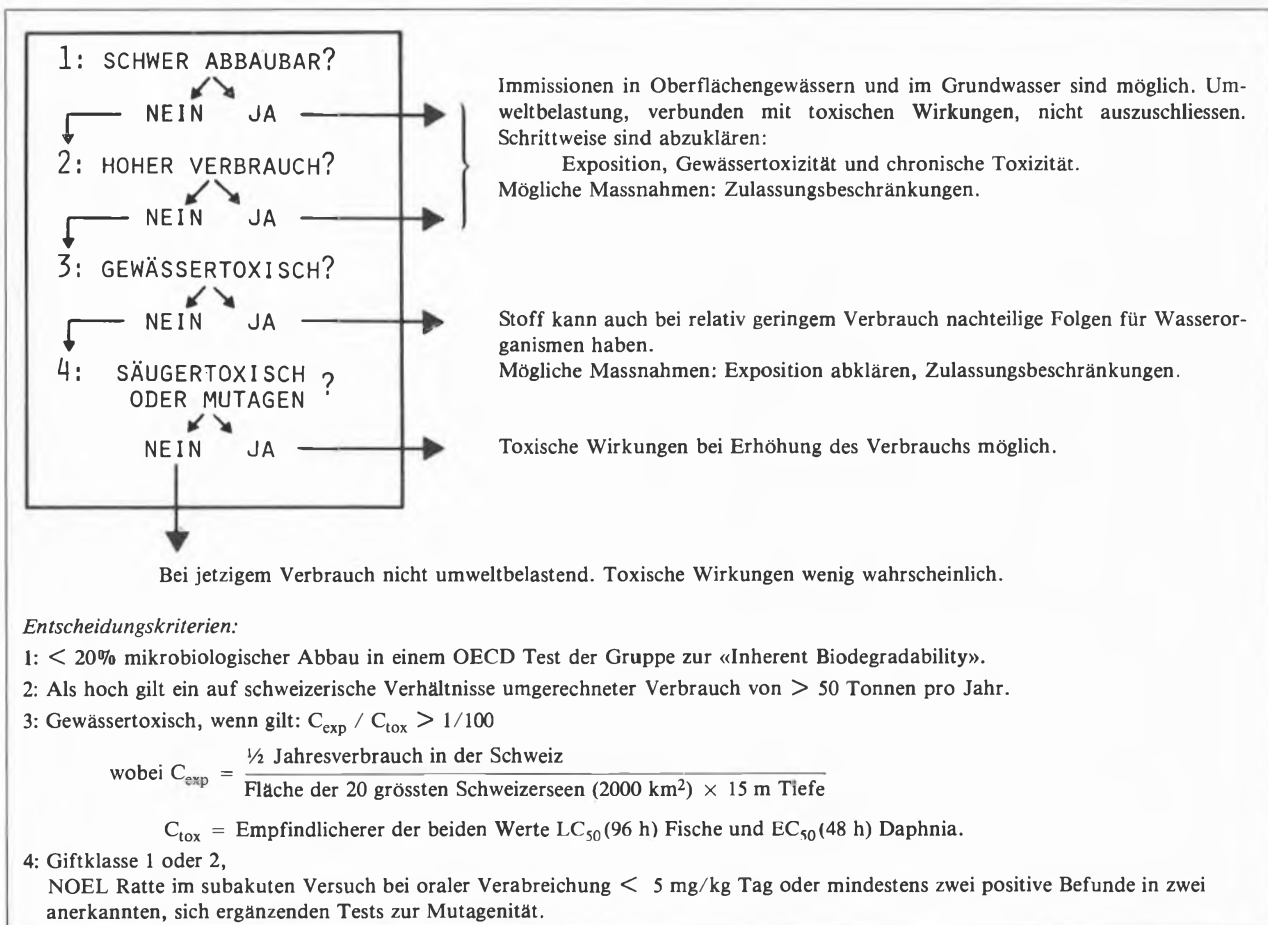 1: SCHWER ABBAUBAR?
NEIN JA
2: HOHER VERBRAUCH?
NEIN JA
3: GEWÄSSERTOXISCH?
NEIN JA
4: SÄUGERTOXISCH
ODER MUTAGEN ?
NEIN JA
Immissionen in Oberflächengewässern und im Grundwasser sind möglich. Um-
weltbelastung, verbunden mit toxischen Wirkungen, nicht auszuschliessen.
Schrittweise sind abzuklären:
Exposition, Gewässertoxizität und chronische Toxizität.
Mögliche Massnahmen: Zulassungsbeschränkungen.
Stoff kann auch bei relativ geringem Verbrauch nachteilige Folgen für Wasseror-
ganismen haben.
Mögliche Massnahmen: Exposition abklären, Zulassungsbeschränkungen.
Toxische Wirkungen bei Erhöhung des Verbrauchs möglich.
Bei jetzigem Verbrauch nicht umweltbelastend. Toxische Wirkungen wenig wahrscheinlich.
Entscheidungskriterien:
1: < 20% mikrobiologischer Abbau in einem OECD Test der Gruppe zur «Inherent Biodegradability».
2: Als hoch gilt ein auf schweizerische Verhältnisse umgerechneter Verbrauch von > 50 Tonnen pro Jahr.
3: Gewässertoxisch, wenn gilt: C_exp / C_tox > 1/100
½ Jahresverbrauch in der Schweiz
wobei C_exp =
Fläche der 20 grössten Schweizerseen (2000 km²) × 15 m Tiefe
C_tox = Empfindlicherer der beiden Werte LC₅₀(96 h) Fische und EC₅₀(48 h) Daphnia.
4: Giftklasse 1 oder 2,
NOEL Ratte im subakuten Versuch bei oraler Verabreichung < 5 mg/kg Tag oder mindestens zwei positive Befunde in zwei
anerkannten, sich ergänzenden Tests zur Mutagenität.